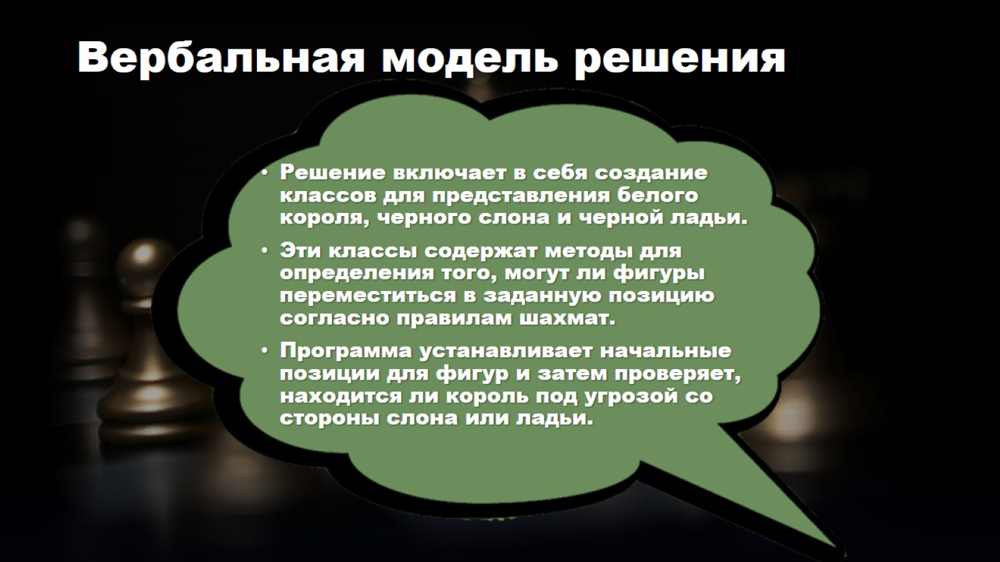 Вербальная модель решения
• Решение включает в себя создание
классов для представления белого
короля, черного слона и черной ладьи.
• Эти классы содержат методы для
определения того, могут ли фигуры
переместиться в заданную позицию
согласно правилам шахмат.
• Программа устанавливает начальные
позиции для фигур и затем проверяет,
находится ли король под угрозой со
стороны слона или ладьи.